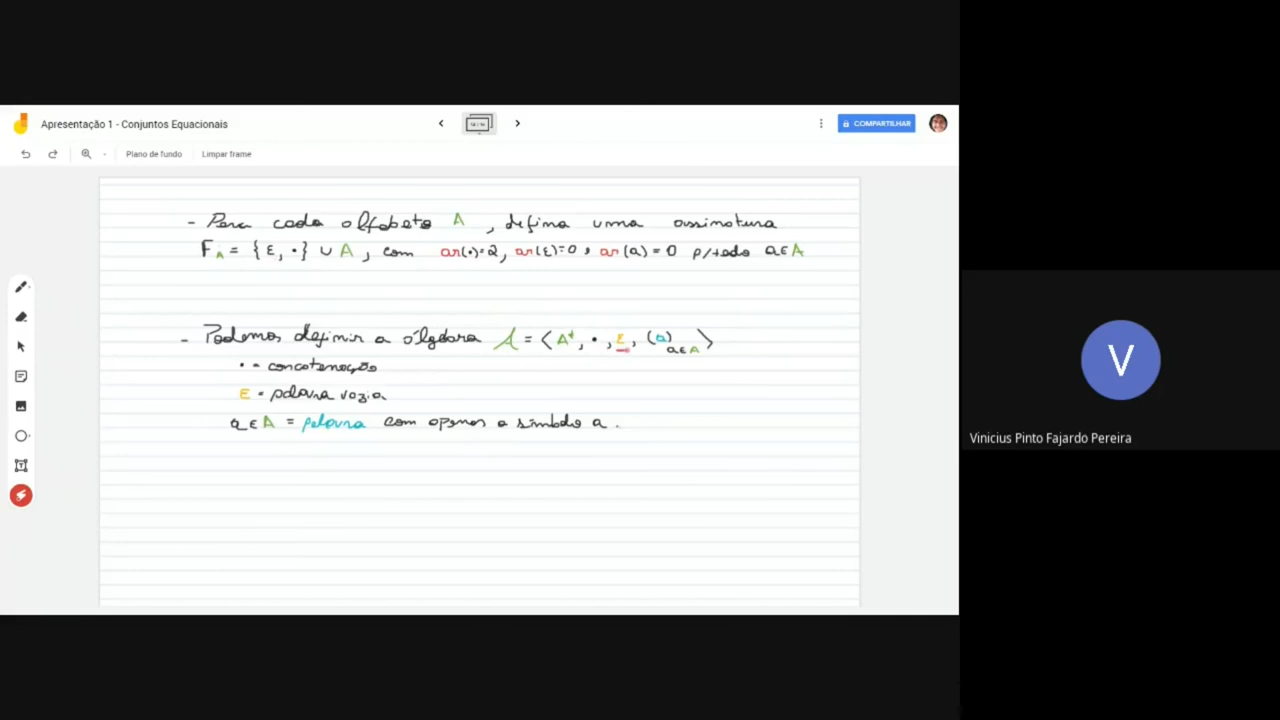 Apresentação 1 - Conjuntos Equacionais
COMPARTILHAR
Plano de fundo
Limpar frame
- Para cada alfabeto A, defina uma assinatura
F_A = {ε, ·} ∪ A, com ar(·)=2, ar(ε)=0, ar(a)=0 p/todo a∈A
- Podemos definir a álgebra A = ⟨A*, ·, ε, (a)a∈A⟩
· = concatenação
ε = palavra vazia
a∈A = palavra com apenas o símbolo a.
V
Vinicius Pinto Fajardo Pereira